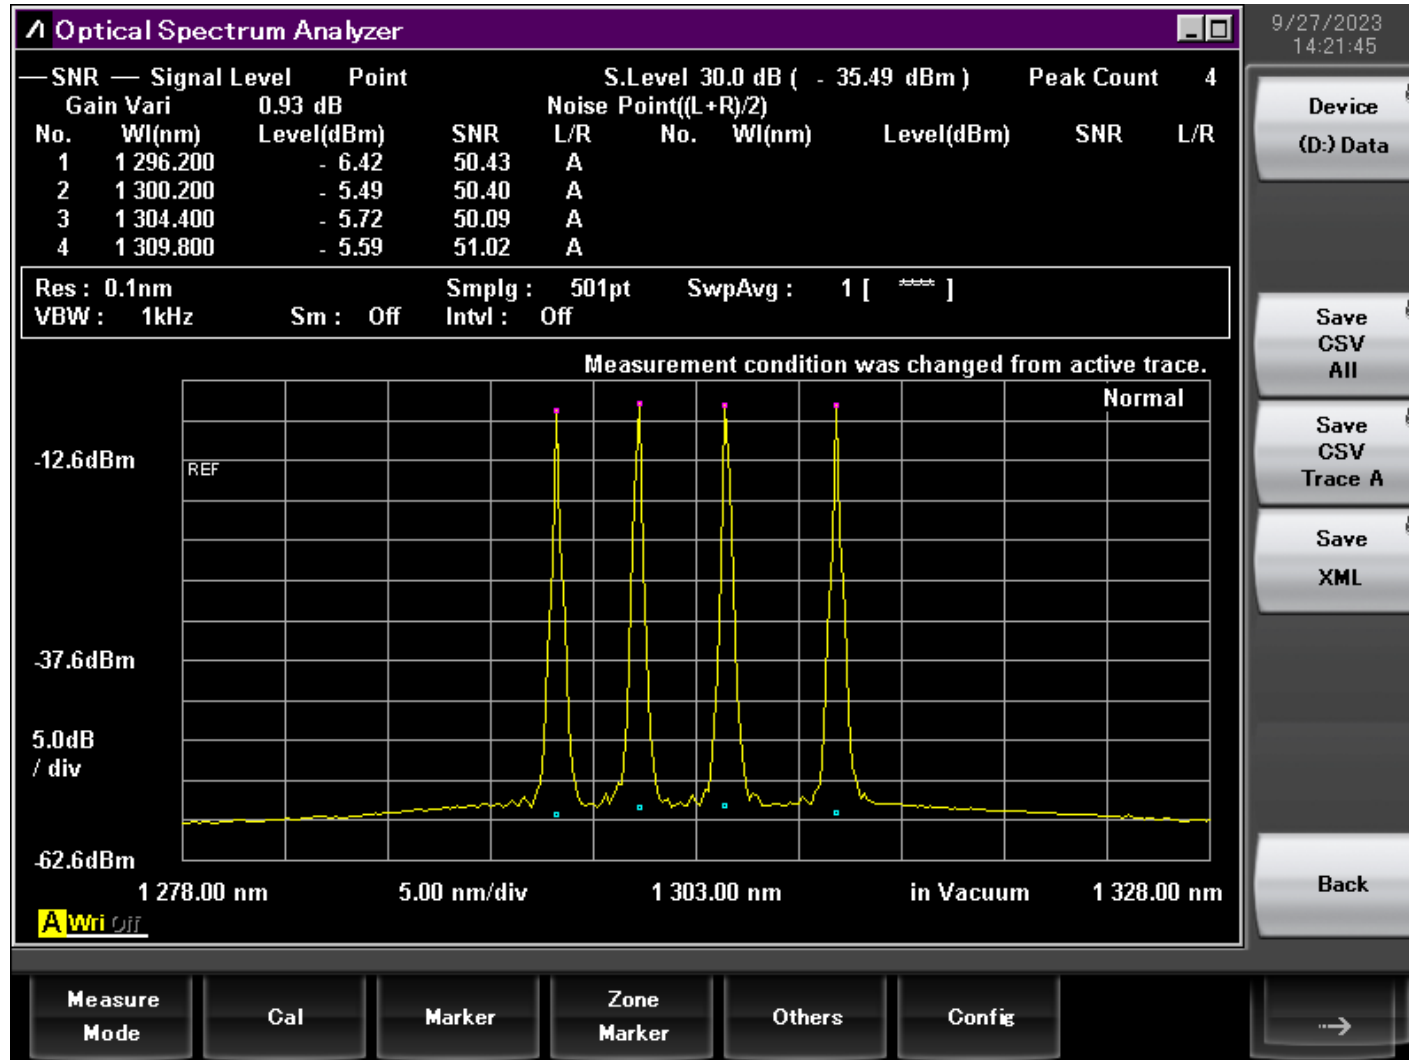 Optical Spectrum Analyzer
9/27/2023
14:21:45
SNR Signal Level Point S.Level 30.0 dB ( - 35.49 dBm ) Peak Count 4
Gain Vari 0.93 dB Noise Point((L+R)/2)
No. Wl(nm) Level(dBm) SNR L/R No. Wl(nm) Level(dBm) SNR L/R
1 1 296.200 - 6.42 50.43 A
2 1 300.200 - 5.49 50.40 A
3 1 304.400 - 5.72 50.09 A
4 1 309.800 - 5.59 51.02 A
Res : 0.1nm Smplg : 501pt SwpAvg : 1 [ **** ]
VBW : 1kHz Sm : Off Intvl : Off
Measurement condition was changed from active trace.
Normal
-12.6dBm
REF
-37.6dBm
5.0dB
/ div
-62.6dBm
1 278.00 nm 5.00 nm/div 1 303.00 nm in Vacuum 1 328.00 nm
A Wri Off
Device
(D:) Data
Save
CSV
All
Save
CSV
Trace A
Save
XML
Back
Measure
Mode
Cal
Marker
Zone
Marker
Others
Config